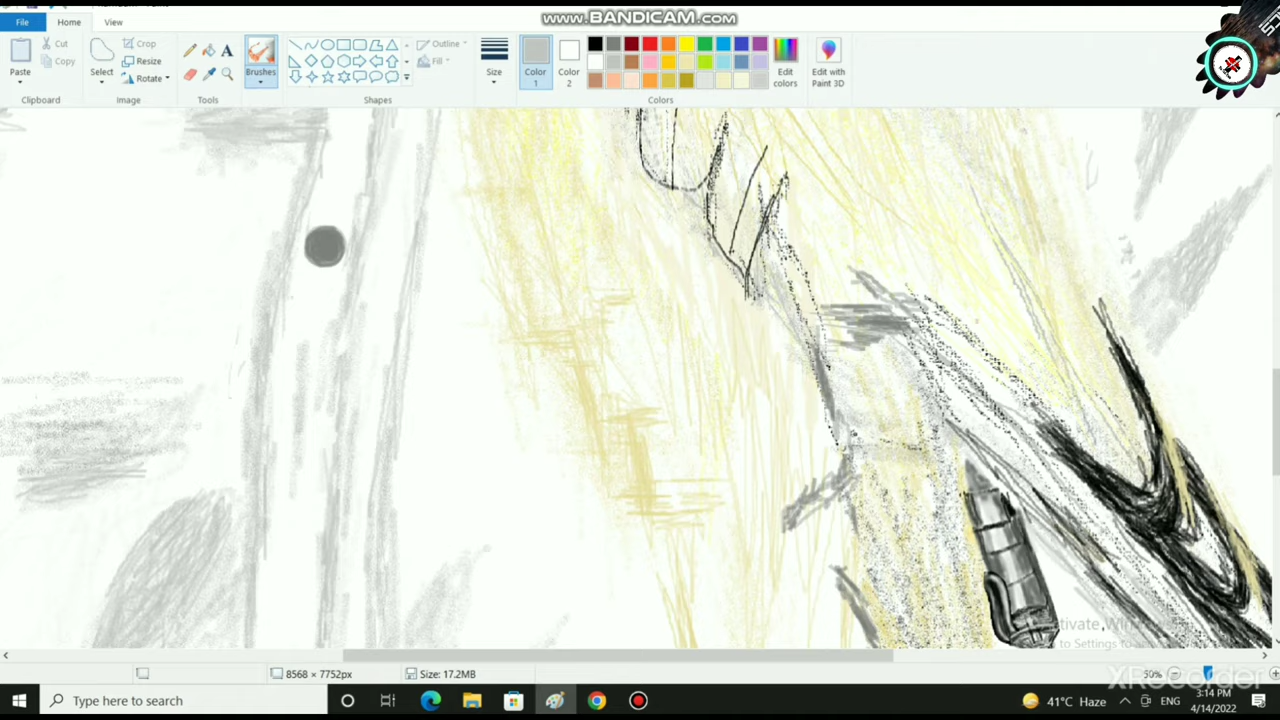 www.BANDICAM.com
File
Home
View
Paste
Cut
Copy
Clipboard
Select
Crop
Resize
Rotate
Image
Tools
Brushes
Shapes
Outline
Fill
Size
Color
1
Color
2
Colors
Edit
colors
Edit with
Paint 3D
8568 × 7752px
Size: 17.2MB
50%
XRecorder
Type here to search
41°C Haze
ENG
3:14 PM
4/14/2022